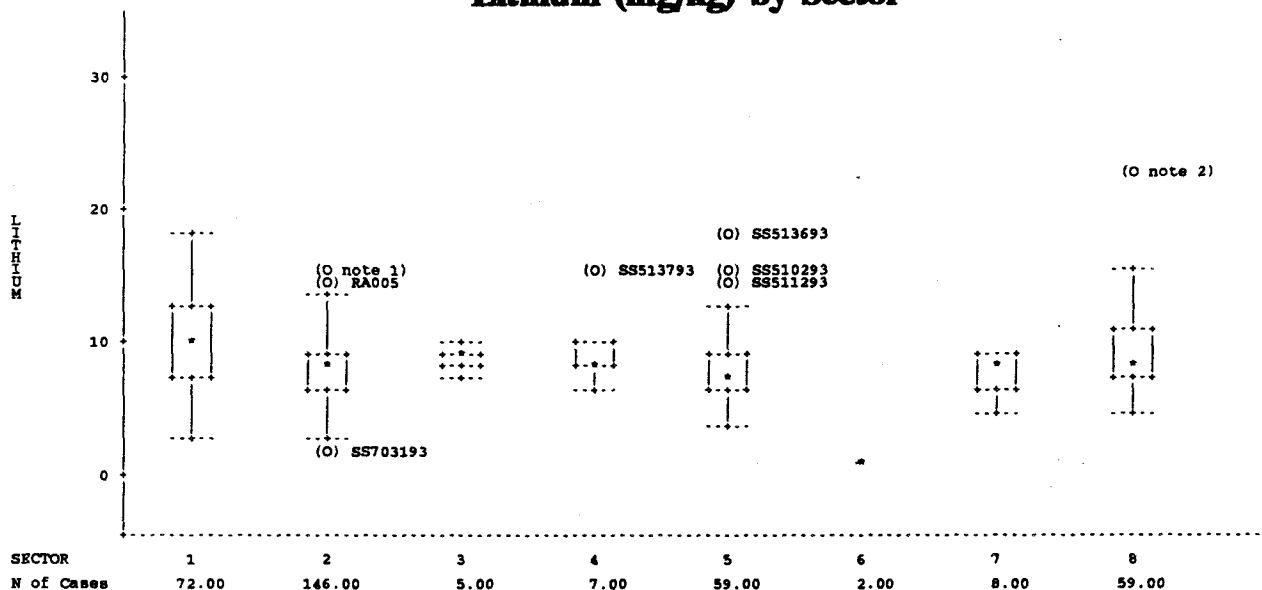 Lithium (mg/kg) by Sector
30
(O note 2)
20
LITHIUM
(O) SS513693
(O note 1)
(O) SS513793
(O) SS510293
(O) RA005
(O) SS511293
10
(O) SS703193
0
SECTOR 1 2 3 4 5 6 7 8
N of Cases 72.00 146.00 5.00 7.00 59.00 2.00 8.00 59.00